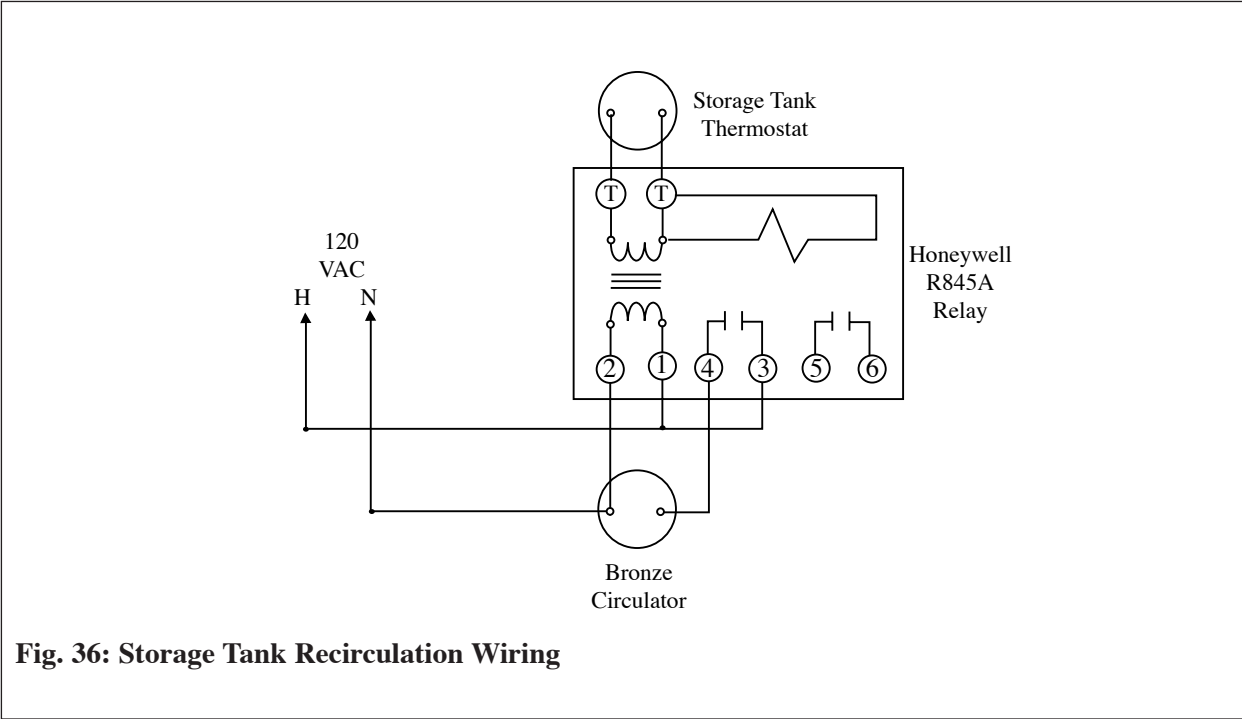 Storage Tank
Thermostat
T T
120
VAC
H N
Honeywell
R845A
Relay
2 1 4 3 5 6
Bronze
Circulator
Fig. 36: Storage Tank Recirculation Wiring